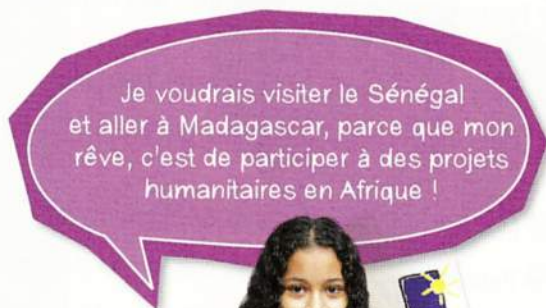 Je voudrais visiter le Sénégal
et aller à Madagascar, parce que mon
rêve, c'est de participer à des projets
humanitaires en Afrique !